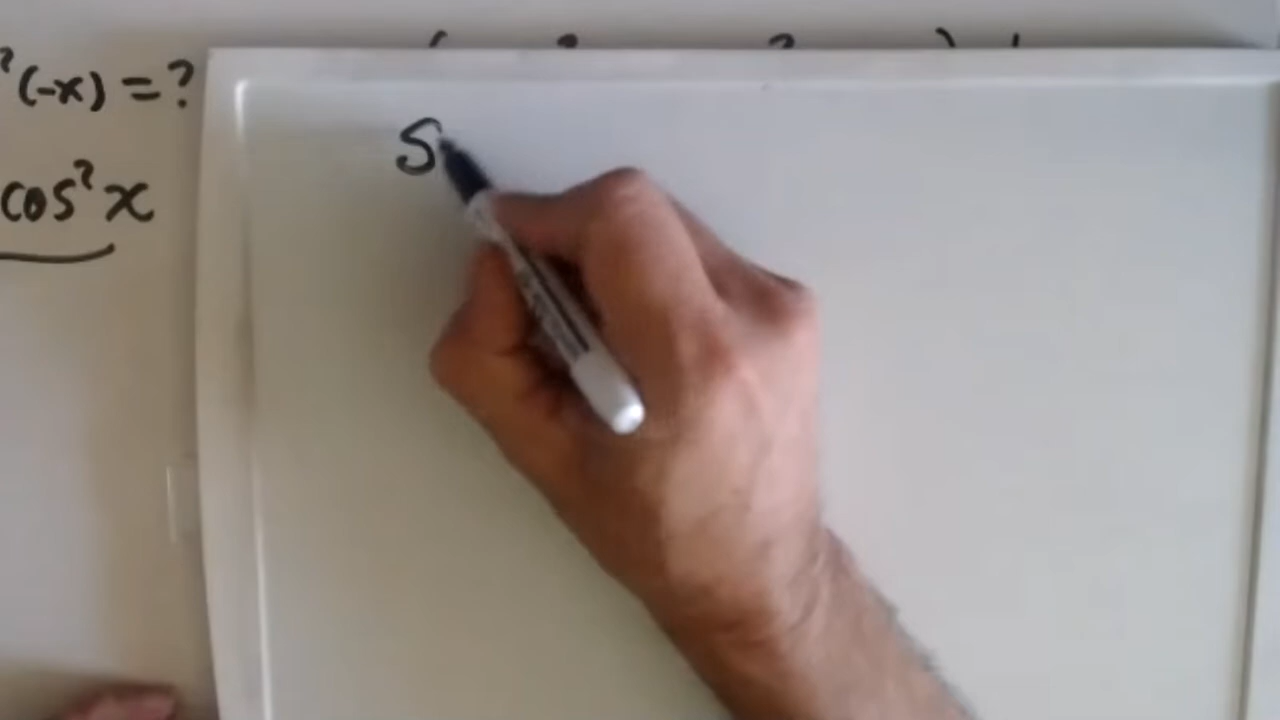 ²(-x) = ?
cos²x
S